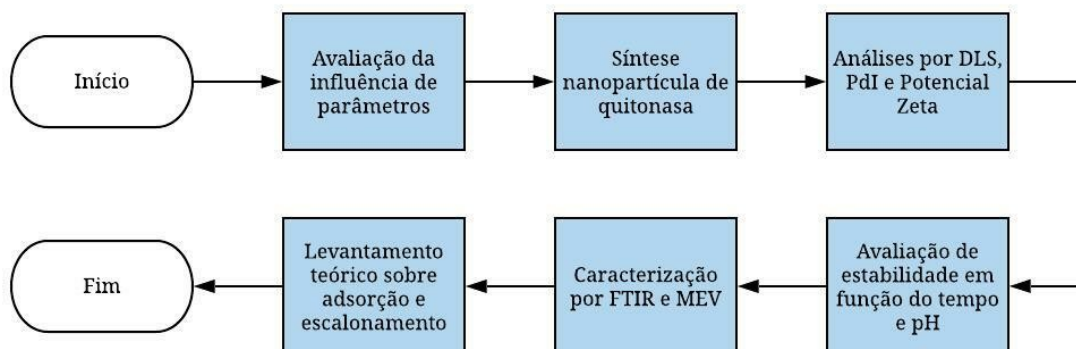 Início
Avaliação da
influência de
parâmetros
Síntese
nanopartícula de
quitonasa
Análises por DLS,
PdI e Potencial
Zeta
Avaliação de
estabilidade em
função do tempo
e pH
Caracterização
por FTIR e MEV
Levantamento
teórico sobre
adsorção e
escalonamento
Fim